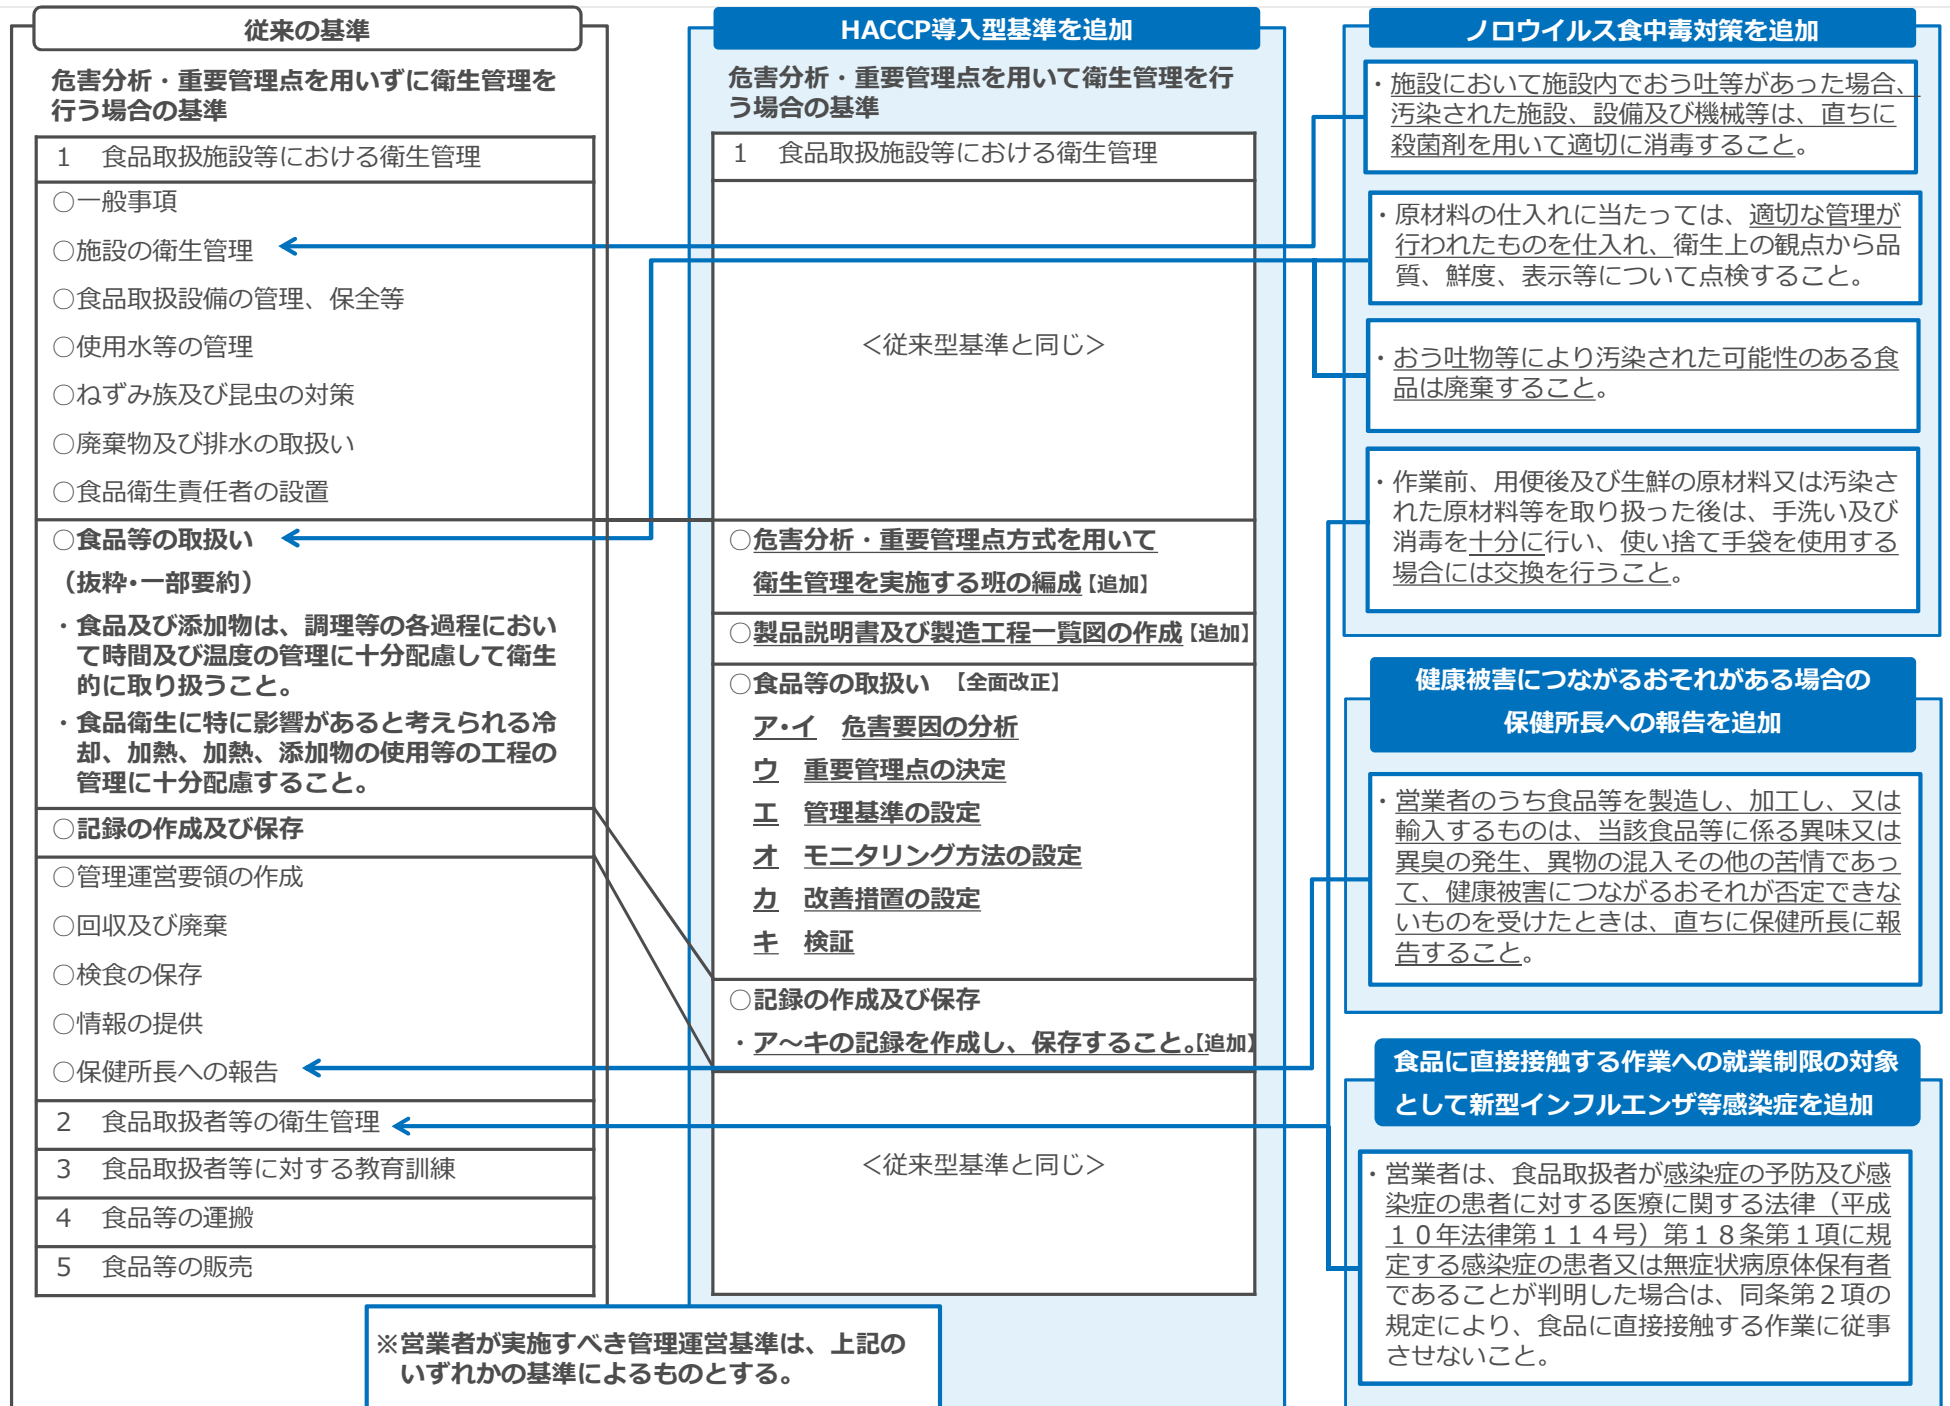 従来の基準
危害分析・重要管理点を用いずに衛生管理を
行う場合の基準
1 食品取扱施設等における衛生管理
○一般事項
○施設の衛生管理
○食品取扱設備の管理、保全等
○使用水等の管理
○ねずみ族及び昆虫の対策
○廃棄物及び排水の取扱い
○食品衛生責任者の設置
○食品等の取扱い
（抜粋・一部要約）
・食品及び添加物は、調理等の各過程におい
て時間及び温度の管理に十分配慮して衛生
的に取り扱うこと。
・食品衛生に特に影響があると考えられる冷
却、加熱、加熱、添加物の使用等の工程の
管理に十分配慮すること。
○記録の作成及び保存
○管理運営要領の作成
○回収及び廃棄
○検食の保存
○情報の提供
○保健所長への報告
2 食品取扱者等の衛生管理
3 食品取扱者等に対する教育訓練
4 食品等の運搬
5 食品等の販売
HACCP導入型基準を追加
危害分析・重要管理点を用いて衛生管理を行
う場合の基準
1 食品取扱施設等における衛生管理
＜従来型基準と同じ＞
○危害分析・重要管理点方式を用いて
衛生管理を実施する班の編成【追加】
○製品説明書及び製造工程一覧図の作成【追加】
○食品等の取扱い 【全面改正】
ア・イ 危害要因の分析
ウ 重要管理点の決定
エ 管理基準の設定
オ モニタリング方法の設定
カ 改善措置の設定
キ 検証
○記録の作成及び保存
・ア～キの記録を作成し、保存すること。【追加】
＜従来型基準と同じ＞
※営業者が実施すべき管理運営基準は、上記の
いずれかの基準によるものとする。
ノロウイルス食中毒対策を追加
・施設において施設内でおう吐等があった場合、
汚染された施設、設備及び機械等は、直ちに
殺菌剤を用いて適切に消毒すること。
・原材料の仕入れに当たっては、適切な管理が
行われたものを仕入れ、衛生上の観点から品
質、鮮度、表示等について点検すること。
・おう吐物等により汚染された可能性のある食
品は廃棄すること。
・作業前、用便後及び生鮮の原材料又は汚染さ
れた原材料等を取り扱った後は、手洗い及び
消毒を十分に行い、使い捨て手袋を使用する
場合には交換を行うこと。
健康被害につながるおそれがある場合の
保健所長への報告を追加
・営業者のうち食品等を製造し、加工し、又は
輸入するものは、当該食品等に係る異味又は
異臭の発生、異物の混入その他の苦情であっ
て、健康被害につながるおそれが否定できな
いものを受けたときは、直ちに保健所長に報
告すること。
食品に直接接触する作業への就業制限の対象
として新型インフルエンザ等感染症を追加
・営業者は、食品取扱者が感染症の予防及び感
染症の患者に対する医療に関する法律（平成
１０年法律第１１４号）第１８条第１項に規
定する感染症の患者又は無症状病原体保有者
であることが判明した場合は、同条第２項の
規定により、食品に直接接触する作業に従事
させないこと。